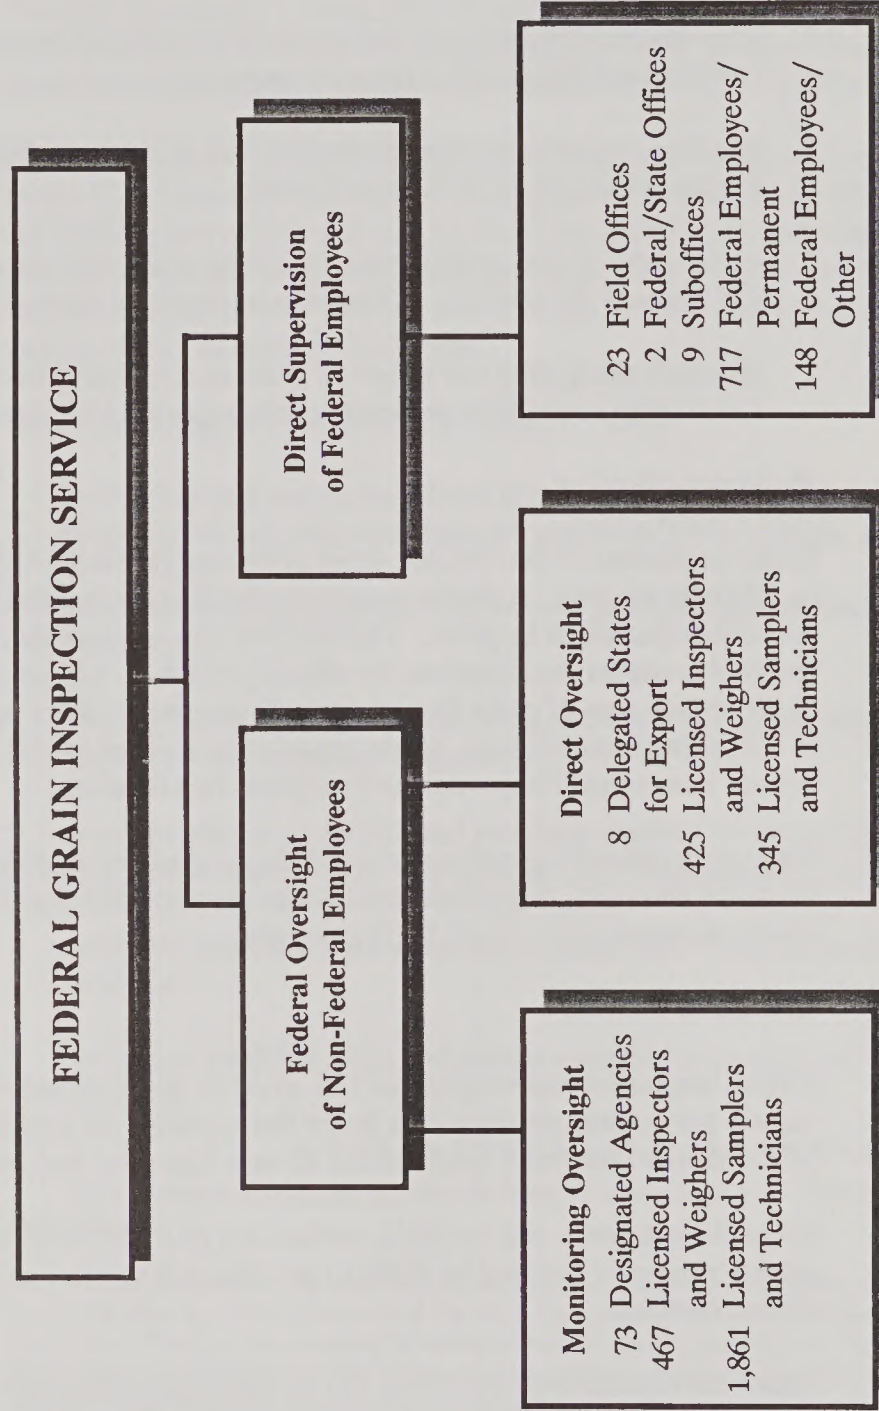 FEDERAL GRAIN INSPECTION SERVICE
Federal Oversight
of Non-Federal Employees
Direct Supervision
of Federal Employees
Monitoring Oversight
73 Designated Agencies
467 Licensed Inspectors
and Weighers
1,861 Licensed Samplers
and Technicians
Direct Oversight
8 Delegated States
for Export
425 Licensed Inspectors
and Weighers
345 Licensed Samplers
and Technicians
23 Field Offices
2 Federal/State Offices
9 Suboffices
717 Federal Employees/
Permanent
148 Federal Employees/
Other